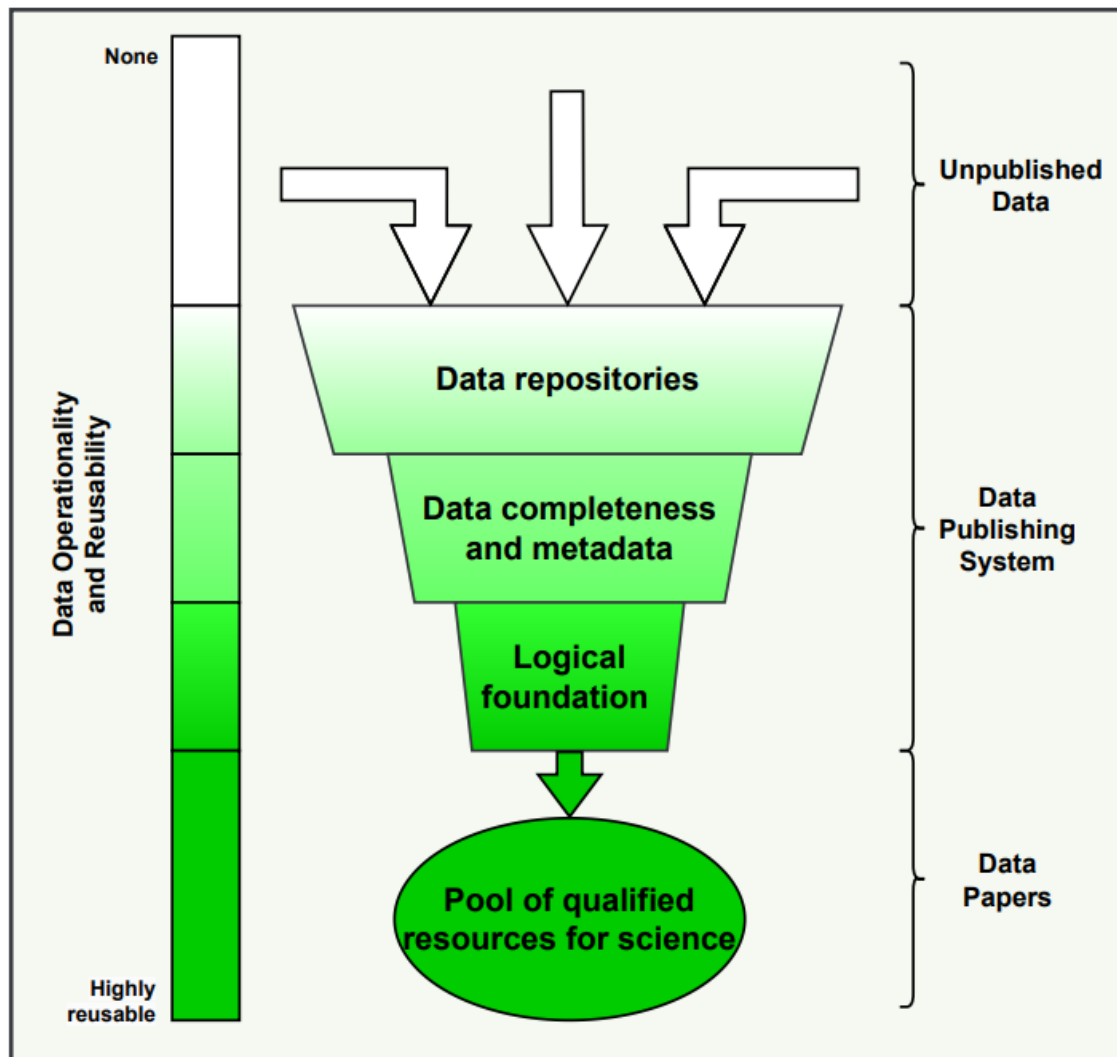 None
Unpublished
Data
Data repositories
Data Operationality
and Reusability
Data completeness
and metadata
Data
Publishing
System
Logical
foundation
Data
Papers
Pool of qualified
resources for science
Highly
reusable